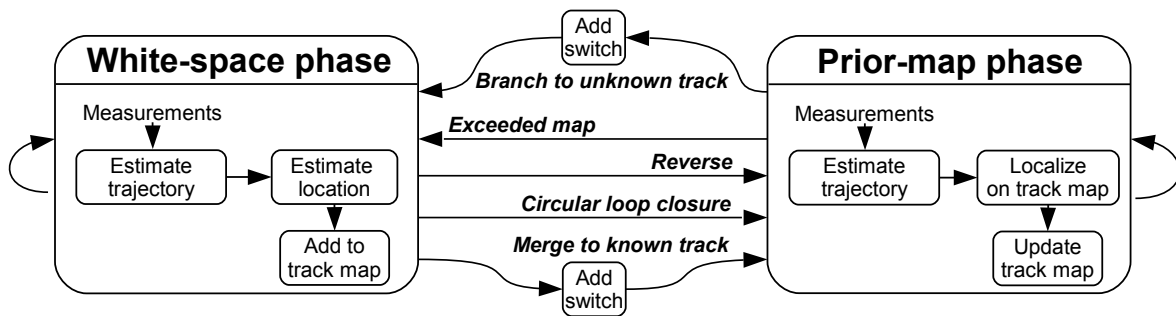 Add
switch
White-space phase
Measurements
Estimate
trajectory
Estimate
location
Add to
track map
Branch to unknown track
Exceeded map
Reverse
Circular loop closure
Merge to known track
Add
switch
Prior-map phase
Measurements
Estimate
trajectory
Localize
on track map
Update
track map